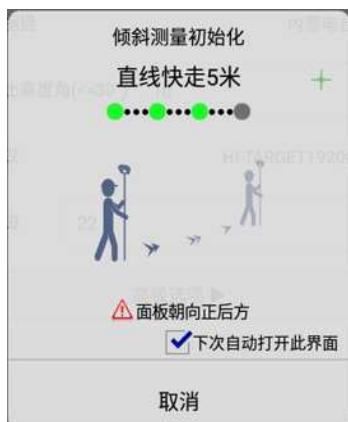 倾斜测量初始化
直线快走5米
⚠面板朝向正后方
下次自动打开此界面
取消